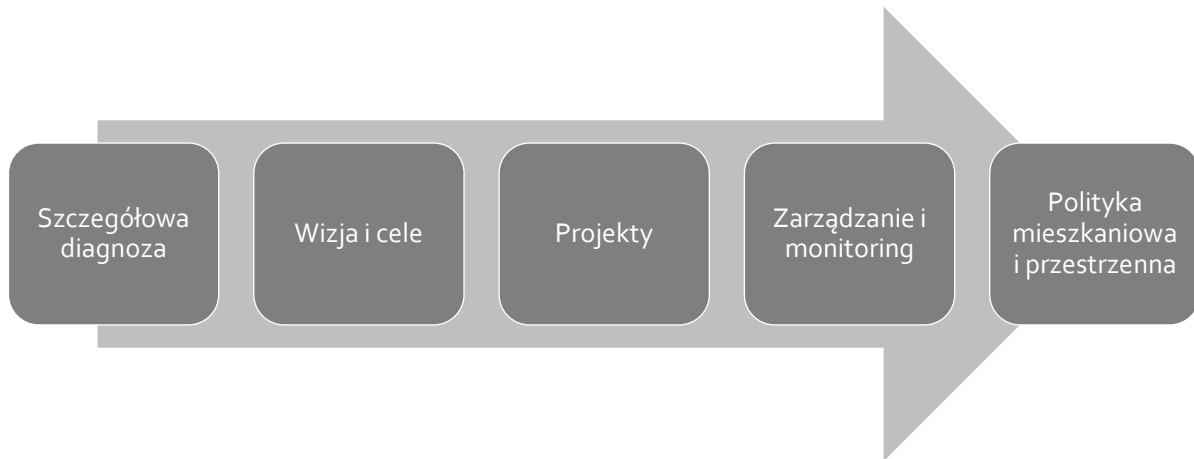 Szczegółowa
diagnoza
Wizja i cele
Projekty
Zarządzanie i
monitoring
Polityka
mieszkaniowa
i przestrzenna